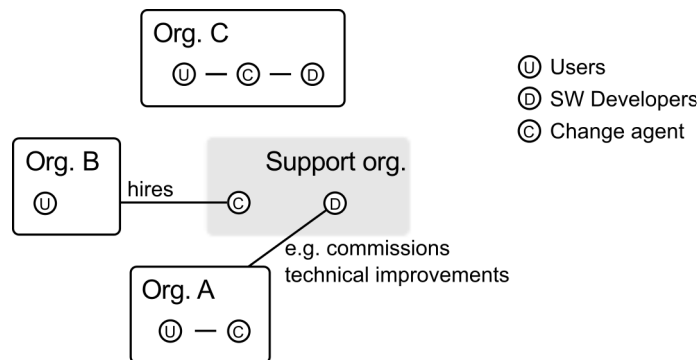 Org. C
U C D
U Users
D SW Developers
C Change agent
Org. B
U
hires
Support org.
C D
e.g. commissions
technical improvements
Org. A
U C